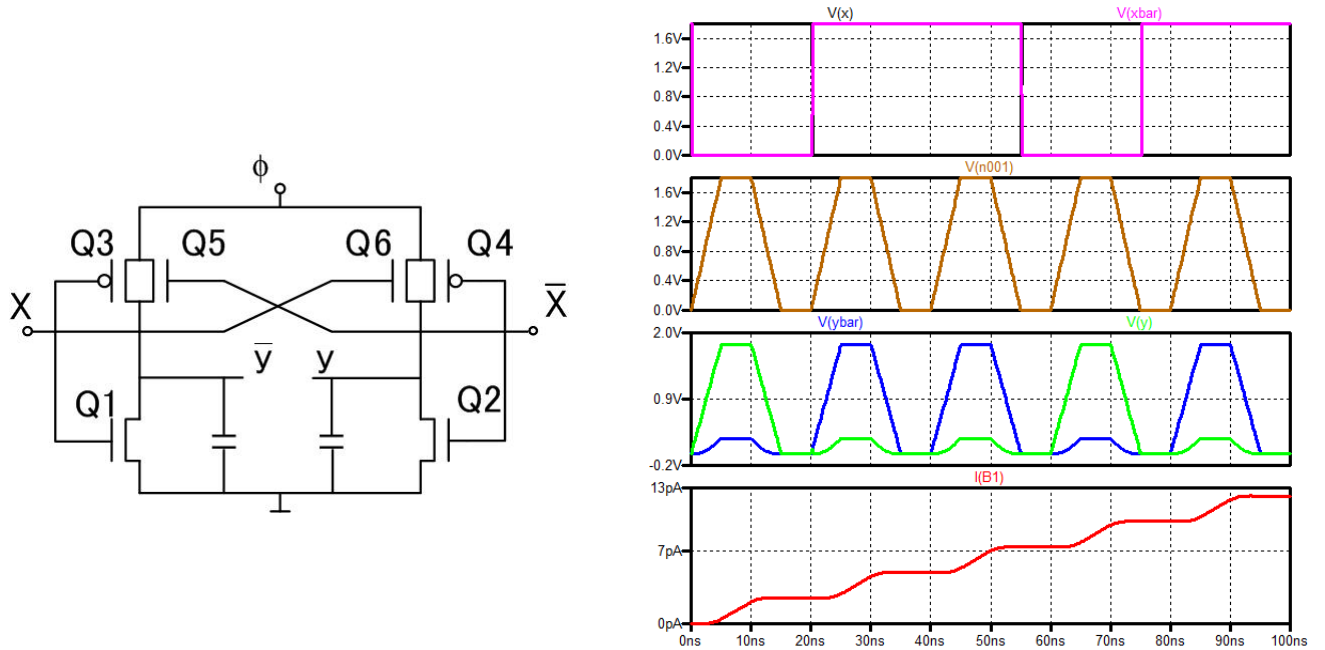 ϕ
Q3 Q5 Q6 Q4
X X̅
y̅ y
Q1 Q2
V(x) V(xbar)
1.6V
1.2V
0.8V
0.4V
0.0V
V(n001)
1.6V
1.2V
0.8V
0.4V
0.0V
V(ybar) V(y)
2.0V
0.9V
-0.2V
I(B1)
13pA
7pA
0pA
0ns 10ns 20ns 30ns 40ns 50ns 60ns 70ns 80ns 90ns 100ns